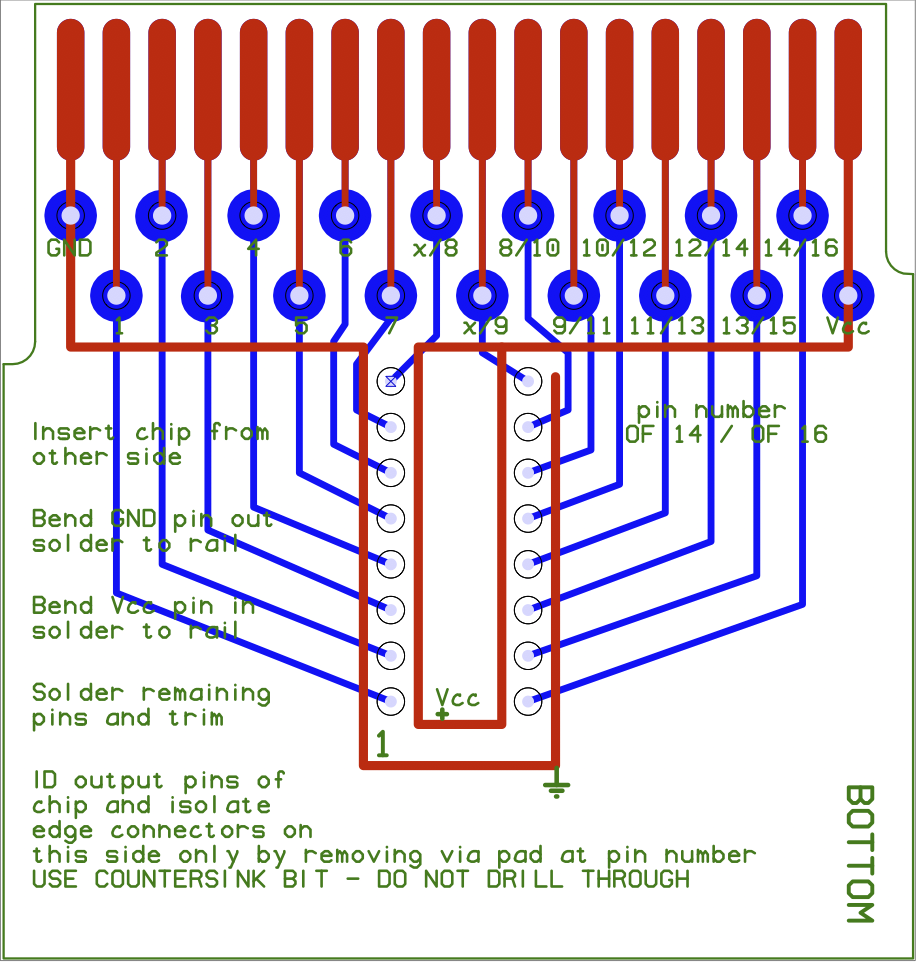 GND 2 4 6 x/8 8/10 10/12 12/14 14/16
1 3 5 7 x/9 9/11 11/13 13/15 Vcc
pin number
OF 14 / OF 16
Insert chip from
other side
Bend GND pin out
solder to rail
Bend Vcc pin in
solder to rail
Solder remaining
pins and trim
Vcc
+
1
ID output pins of
chip and isolate
edge connectors on
this side only by removing via pad at pin number
USE COUNTERSINK BIT - DO NOT DRILL THROUGH
BOTTOM